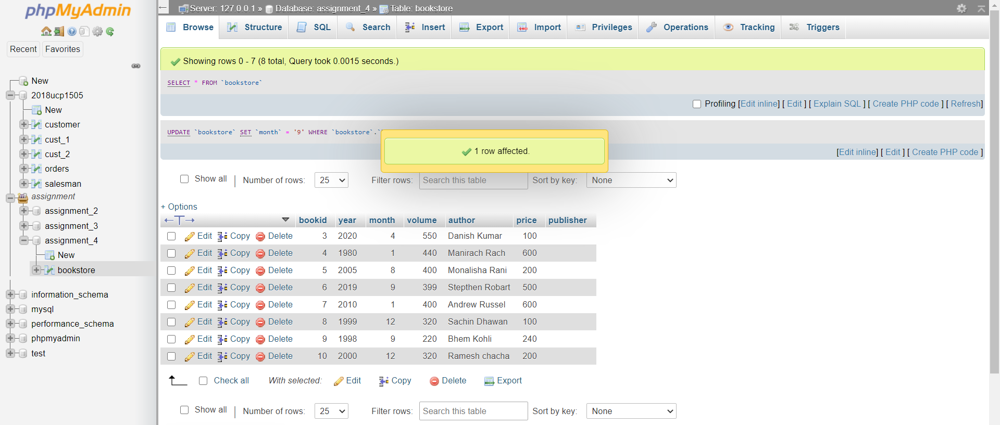 phpMyAdmin
Recent Favorites
New
2018ucp1505
New
customer
cust_1
cust_2
orders
salesman
assignment
assignment_2
assignment_3
assignment_4
New
bookstore
information_schema
mysql
performance_schema
phpmyadmin
test
Server: 127.0.0.1 » Database: assignment_4 » Table: bookstore
Browse Structure SQL Search Insert Export Import Privileges Operations Tracking Triggers
Showing rows 0 - 7 (8 total, Query took 0.0015 seconds.)
SELECT * FROM `bookstore`
Profiling [Edit inline] [ Edit ] [ Explain SQL ] [ Create PHP code ] [ Refresh]
UPDATE `bookstore` SET `month` = '9' WHERE `bookstore`.`
1 row affected.
[Edit inline] [ Edit ] [ Create PHP code ]
Show all | Number of rows: 25 Filter rows: Search this table Sort by key: None
+ Options
←T→ bookid year month volume author price publisher
Edit Copy Delete 3 2020 4 550 Danish Kumar 100
Edit Copy Delete 4 1980 1 440 Manirach Rach 600
Edit Copy Delete 5 2005 8 400 Monalisha Rani 200
Edit Copy Delete 6 2019 9 399 Stepthen Robart 500
Edit Copy Delete 7 2010 1 400 Andrew Russel 600
Edit Copy Delete 8 1999 12 320 Sachin Dhawan 100
Edit Copy Delete 9 1998 9 220 Bhem Kohli 240
Edit Copy Delete 10 2000 12 320 Ramesh chacha 200
Check all With selected: Edit Copy Delete Export
Show all | Number of rows: 25 Filter rows: Search this table Sort by key: None